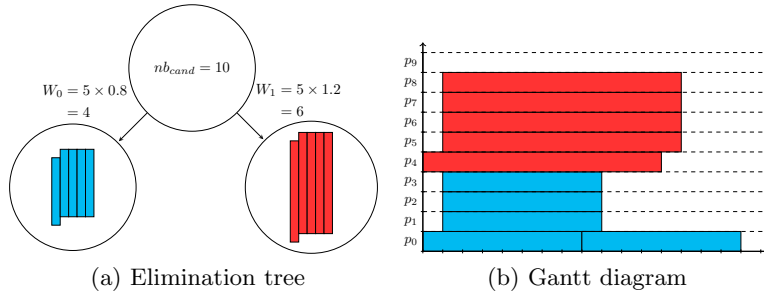 nb_cand = 10
W_0 = 5 × 0.8
= 4
W_1 = 5 × 1.2
= 6
(a) Elimination tree
p_9
p_8
p_7
p_6
p_5
p_4
p_3
p_2
p_1
p_0
(b) Gantt diagram